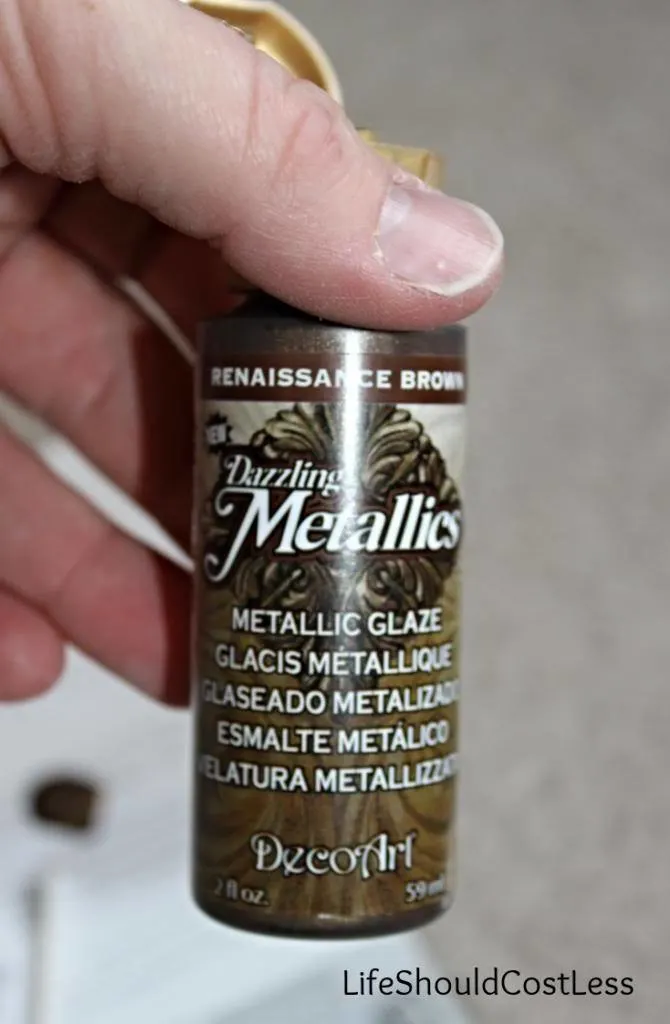 RENAISSANCE BROWN
NEW
Dazzling
Metallics
METALLIC GLAZE
GLACIS MÉTALLIQUE
GLASEADO METALIZADO
ESMALTE METÁLICO
VELATURA METALLIZZATA
DecoArt
2 fl oz. 59 ml
LifeShouldCostLess